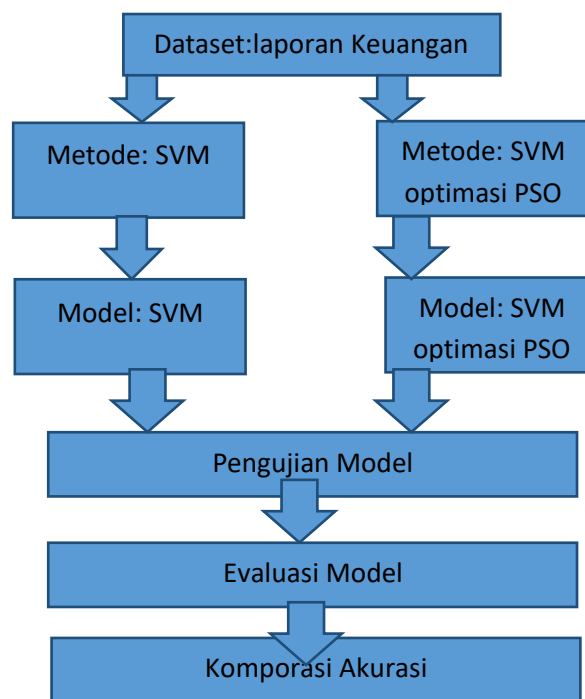 Dataset:laporan Keuangan
Metode: SVM
Metode: SVM
optimasi PSO
Model: SVM
Model: SVM
optimasi PSO
Pengujian Model
Evaluasi Model
Komporasi Akurasi